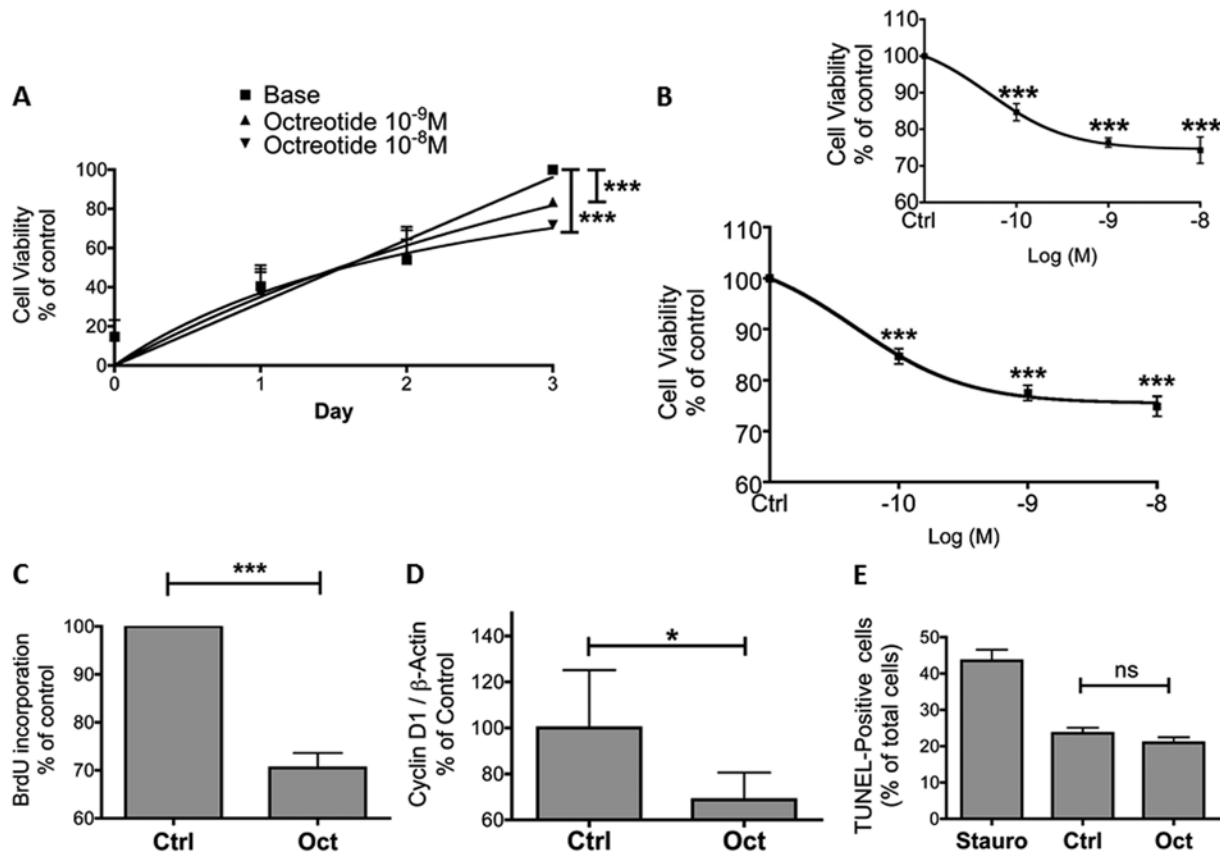 A
■ Base
▲ Octreotide 10⁻⁹M
▼ Octreotide 10⁻⁸M
Cell Viability
% of control
100
80
60
40
20
0
0 1 2 3
Day
***
***
B
Cell Viability
% of control
100
90
80
70
60
*** *** ***
Ctrl -10 -9 -8
Log (M)
Cell Viability
% of control
110
100
90
80
70
60
*** *** ***
Ctrl -10 -9 -8
Log (M)
C
BrdU incorporation
% of control
100
90
80
70
60
***
Ctrl Oct
D
Cyclin D1 / β-Actin
% of Control
140
120
100
80
60
*
Ctrl Oct
E
TUNEL-Positive cells
(% of total cells)
50
40
30
20
10
0
ns
Stauro Ctrl Oct